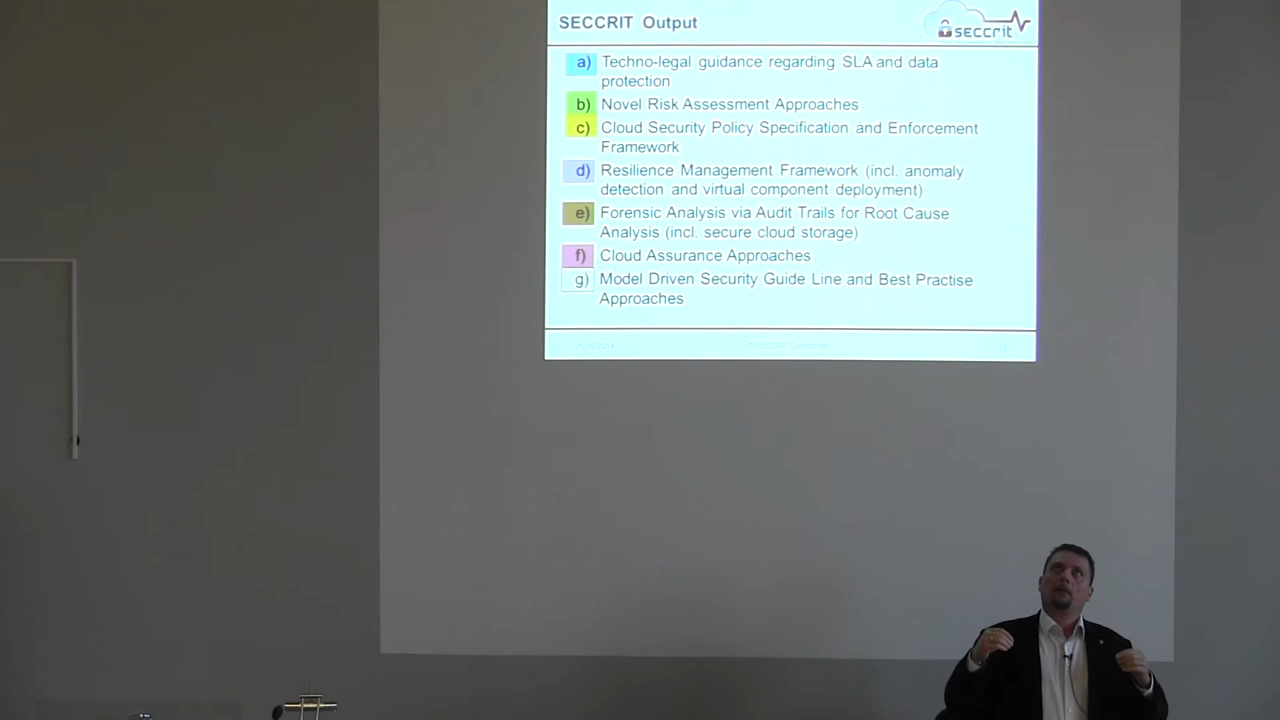 SECCRIT Output
seccrit
a) Techno-legal guidance regarding SLA and data
protection
b) Novel Risk Assessment Approaches
c) Cloud Security Policy Specification and Enforcement
Framework
d) Resilience Management Framework (incl. anomaly
detection and virtual component deployment)
e) Forensic Analysis via Audit Trails for Root Cause
Analysis (incl. secure cloud storage)
f) Cloud Assurance Approaches
g) Model Driven Security Guide Line and Best Practise
Approaches
© SECCRIT Consortium